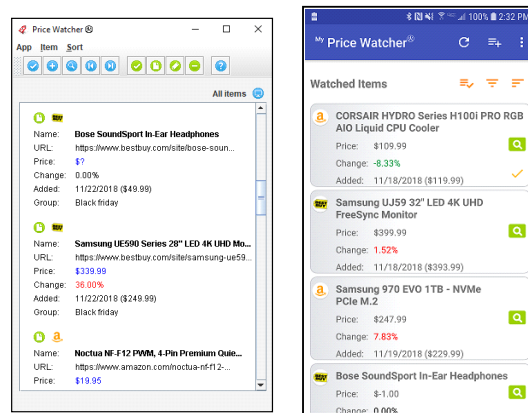 Price Watcher
App Item Sort
All items
Name: Bose SoundSport In-Ear Headphones
URL: https://www.bestbuy.com/site/bose-soun...
Price: $?
Change: 0.00%
Added: 11/22/2018 ($49.99)
Group: Black friday
Name: Samsung UE590 Series 28" LED 4K UHD Mo...
URL: https://www.bestbuy.com/site/samsung-ue59...
Price: $339.99
Change: 36.00%
Added: 11/22/2018 ($249.99)
Group: Black friday
Name: Noctua NF-F12 PWM, 4-Pin Premium Quie...
URL: https://www.amazon.com/noctua-nf-f12-...
Price: $19.95
100% 2:32 PM
My Price Watcher
Watched Items
CORSAIR HYDRO Series H100i PRO RGB
AIO Liquid CPU Cooler
Price: $109.99
Change: -8.33%
Added: 11/18/2018 ($119.99)
Samsung UJ59 32" LED 4K UHD
FreeSync Monitor
Price: $399.99
Change: 1.52%
Added: 11/18/2018 ($393.99)
Samsung 970 EVO 1TB - NVMe
PCIe M.2
Price: $247.99
Change: 7.83%
Added: 11/19/2018 ($229.99)
Bose SoundSport In-Ear Headphones
Price: $-1.00
Change: 0.00%